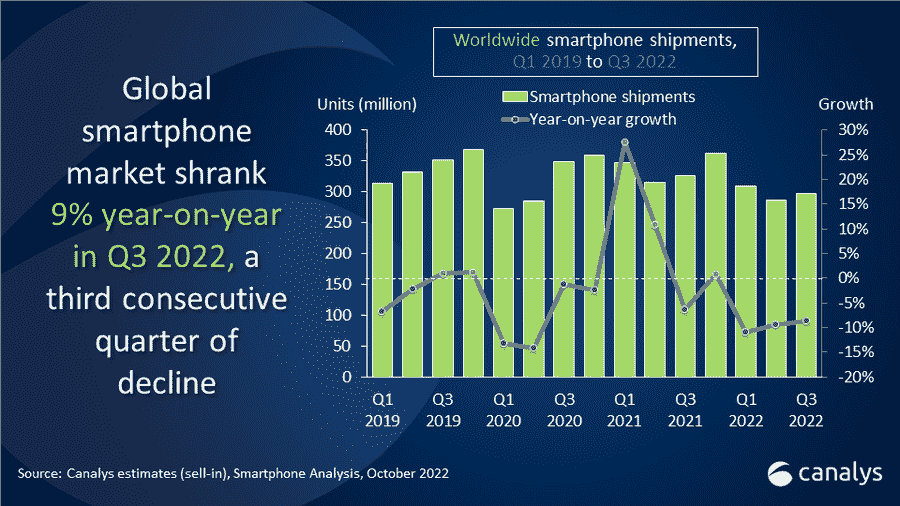 Global
smartphone
market shrank
9% year-on-year
in Q3 2022, a
third consecutive
quarter of
decline
Worldwide smartphone shipments,
Q1 2019 to Q3 2022
Units (million)
Smartphone shipments
Year-on-year growth
Growth
400
350
300
250
200
150
100
50
0
30%
25%
20%
15%
10%
5%
0%
-5%
-10%
-15%
-20%
Q1 Q3 Q1 Q3 Q1 Q3 Q1 Q3
2019 2019 2020 2020 2021 2021 2022 2022
Source: Canalys estimates (sell-in), Smartphone Analysis, October 2022
canalys